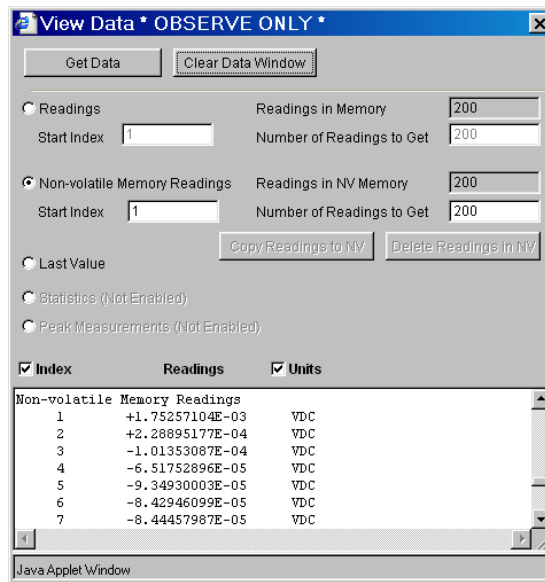 View Data * OBSERVE ONLY *
Get Data Clear Data Window
Readings Readings in Memory 200
Start Index 1 Number of Readings to Get 200
Non-volatile Memory Readings Readings in NV Memory 200
Start Index 1 Number of Readings to Get 200
Copy Readings to NV Delete Readings in NV
Last Value
Statistics (Not Enabled)
Peak Measurements (Not Enabled)
Index Readings Units
Non-volatile Memory Readings
1 +1.75257104E-03 VDC
2 +2.28895177E-04 VDC
3 -1.01353087E-04 VDC
4 -6.51752896E-05 VDC
5 -9.34930003E-05 VDC
6 -8.42946099E-05 VDC
7 -8.44457987E-05 VDC
Java Applet Window